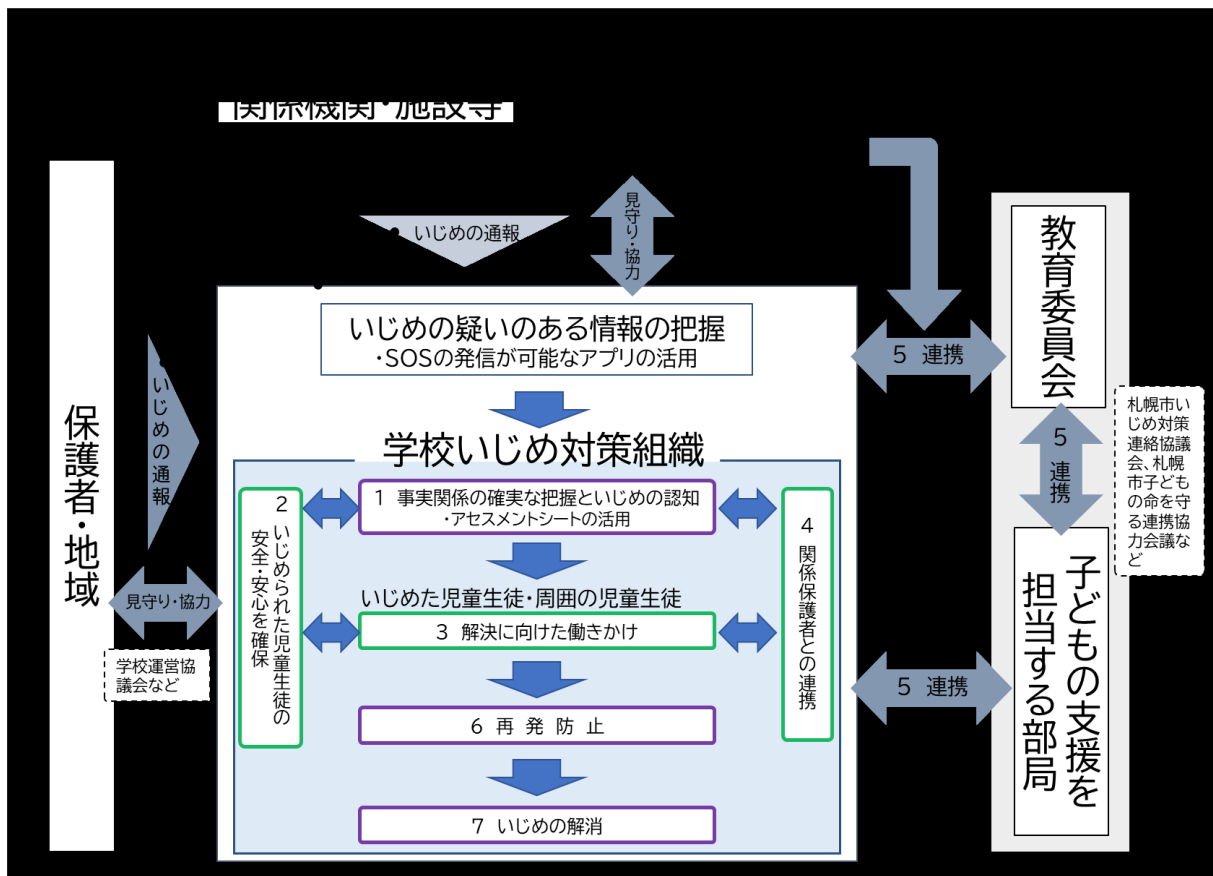 関係機関・施設等
見守り・協力
• いじめの通報
いじめの疑いのある情報の把握
・SOSの発信が可能なアプリの活用
5 連携
教育委員会
• いじめの通報
保護者・地域
学校いじめ対策組織
1 事実関係の確実な把握といじめの認知
・アセスメントシートの活用
2 いじめられた児童生徒の
安全・安心を確保
4 関係保護者との連携
5 連携
札幌市い
じめ対策
連絡協議
会、札幌
市子ども
の命を守
る連携協
力会議な
ど
いじめた児童生徒・周囲の児童生徒
3 解決に向けた働きかけ
見守り・協力
学校運営協
議会など
子どもの支援を
担当する部局
5 連携
6 再 発 防 止
7 いじめの解消